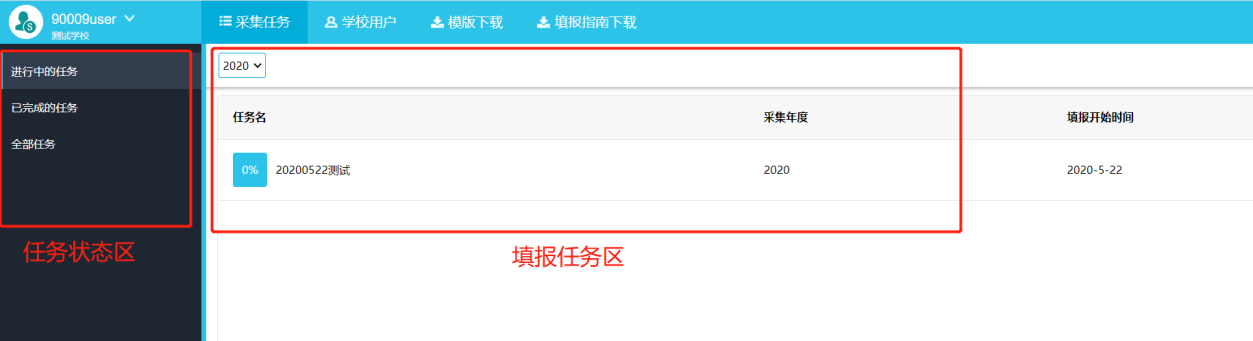 90009user
测试学校
采集任务
学校用户
模版下载
填报指南下载
进行中的任务
已完成的任务
全部任务
任务状态区
2020
任务名
采集年度
填报开始时间
0%
20200522测试
2020
2020-5-22
填报任务区